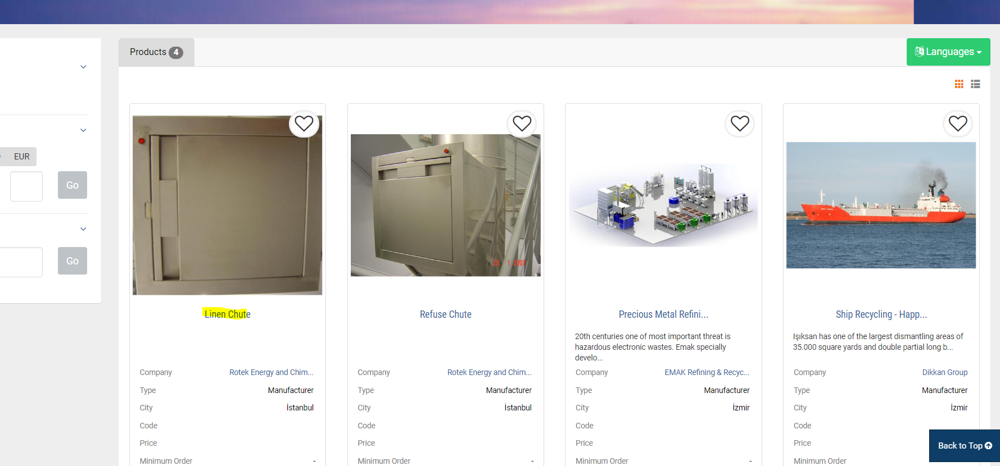 Products 4
Languages
EUR
Go
Go
25 1 2007
Linen Chute
Company Rotek Energy and Chim...
Type Manufacturer
City İstanbul
Code
Price
Minimum Order -
Refuse Chute
Company Rotek Energy and Chim...
Type Manufacturer
City İstanbul
Code
Price
Minimum Order -
Precious Metal Refini...
20th centuries one of most important threat is
hazardous electronic wastes. Emak specially
develo...
Company EMAK Refining & Recyc...
Type Manufacturer
City İzmir
Code
Price
Minimum Order -
Ship Recycling - Happ...
Işıksan has one of the largest dismantling areas of
35.000 square yards and double partial long b...
Company Dikkan Group
Type Manufacturer
City İzmir
Code
Price
Minimum Order
Back to Top